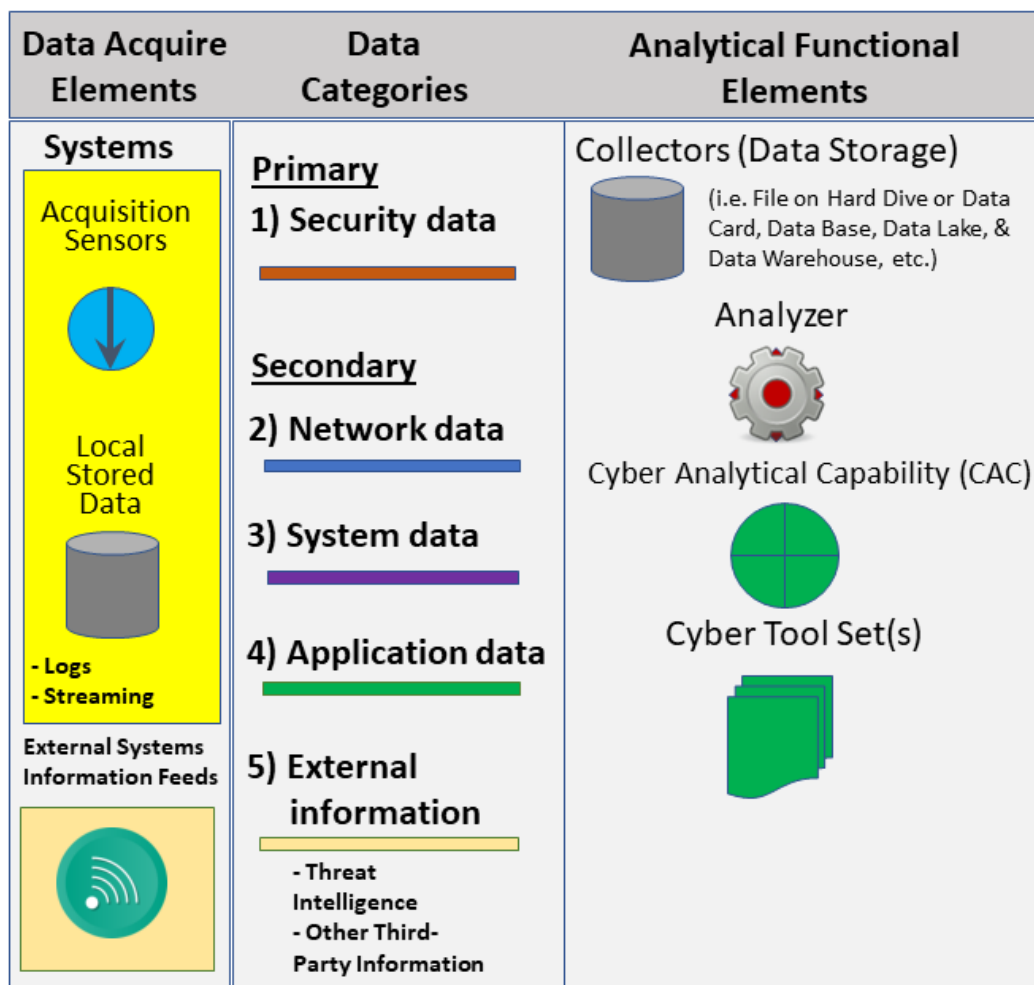 Data Acquire
Elements
Data
Categories
Analytical Functional
Elements
Systems
Acquisition
Sensors
Local
Stored
Data
- Logs
- Streaming
External Systems
Information Feeds
Primary
1) Security data
Secondary
2) Network data
3) System data
4) Application data
5) External
information
- Threat
Intelligence
- Other Third-
Party Information
Collectors (Data Storage)
(i.e. File on Hard Dive or Data
Card, Data Base, Data Lake, &
Data Warehouse, etc.)
Analyzer
Cyber Analytical Capability (CAC)
Cyber Tool Set(s)